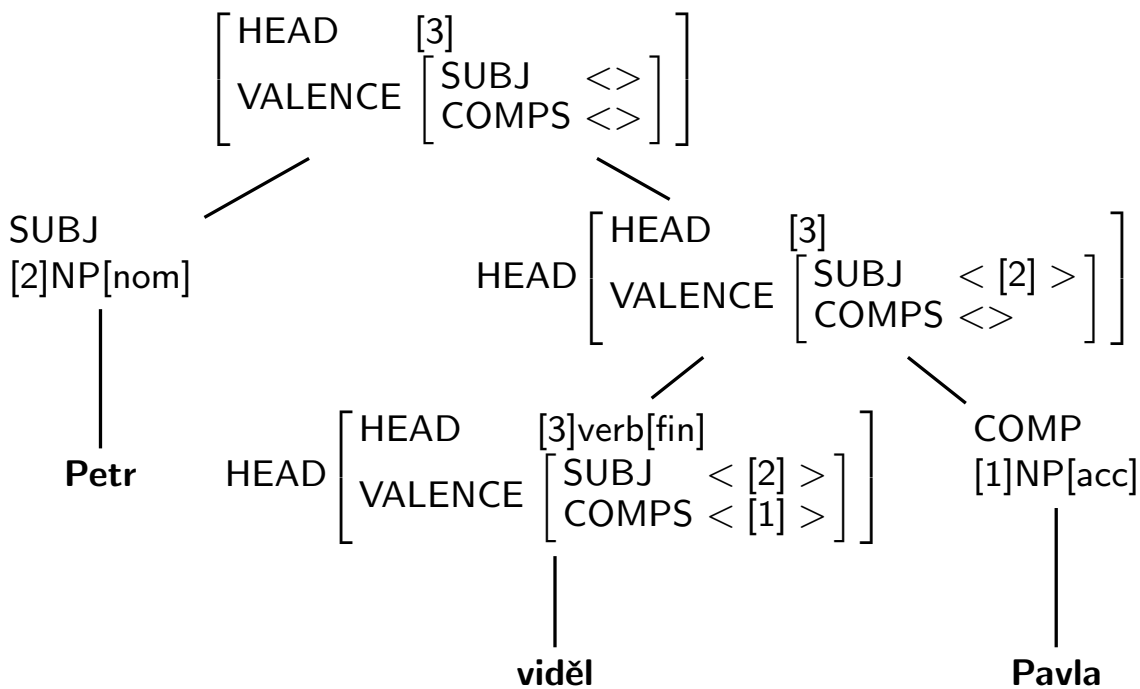 HEAD [3]
VALENCE [SUBJ <>
COMPS <>]
SUBJ
[2]NP[nom]
HEAD [HEAD [3]
VALENCE [SUBJ < [2] >
COMPS <>]]
Petr
HEAD [HEAD [3]verb[fin]
VALENCE [SUBJ < [2] >
COMPS < [1] >]]
COMP
[1]NP[acc]
viděl
Pavla